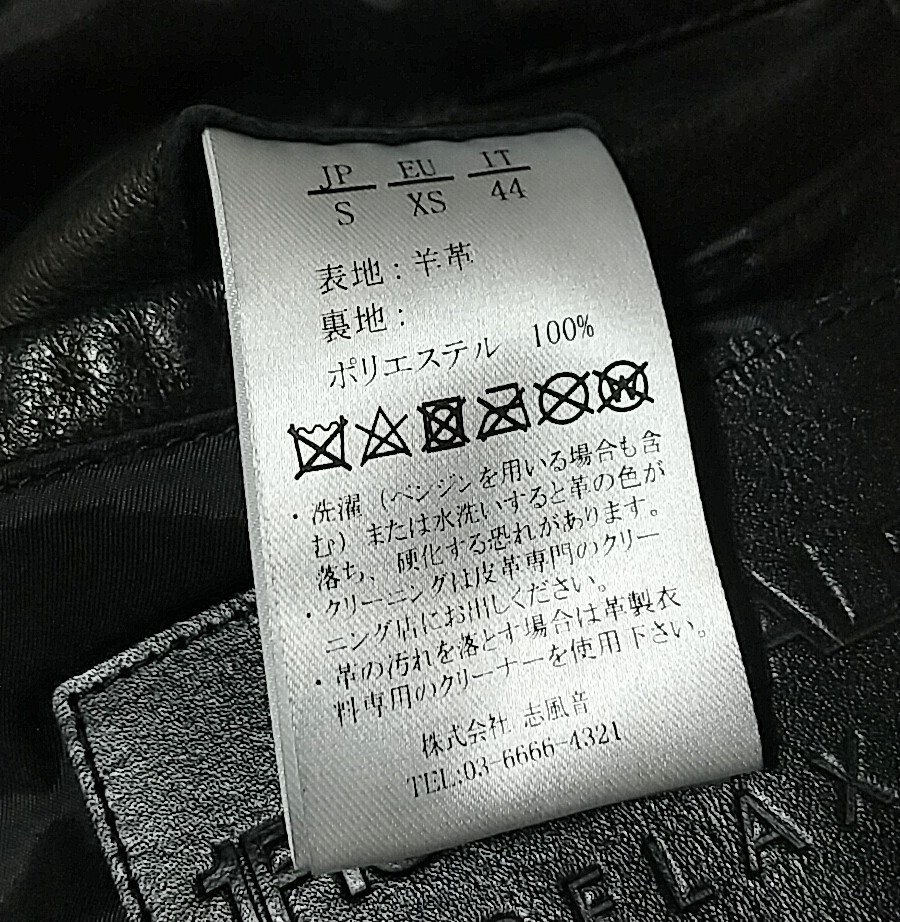 JP EU IT
S XS 44
表地：羊革
裏地：
ポリエステル 100%
W
・洗濯（ベンジンを用いる場合も含
む）または水洗いすると革の色が
落ち、硬化する恐れがあります。
・クリーニングは皮革専門のクリー
ニング店にお出しください。
・革の汚れを落とす場合は革製衣
料専用のクリーナーを使用下さい。
株式会社 志風音
TEL:03-6666-4321
ELAX